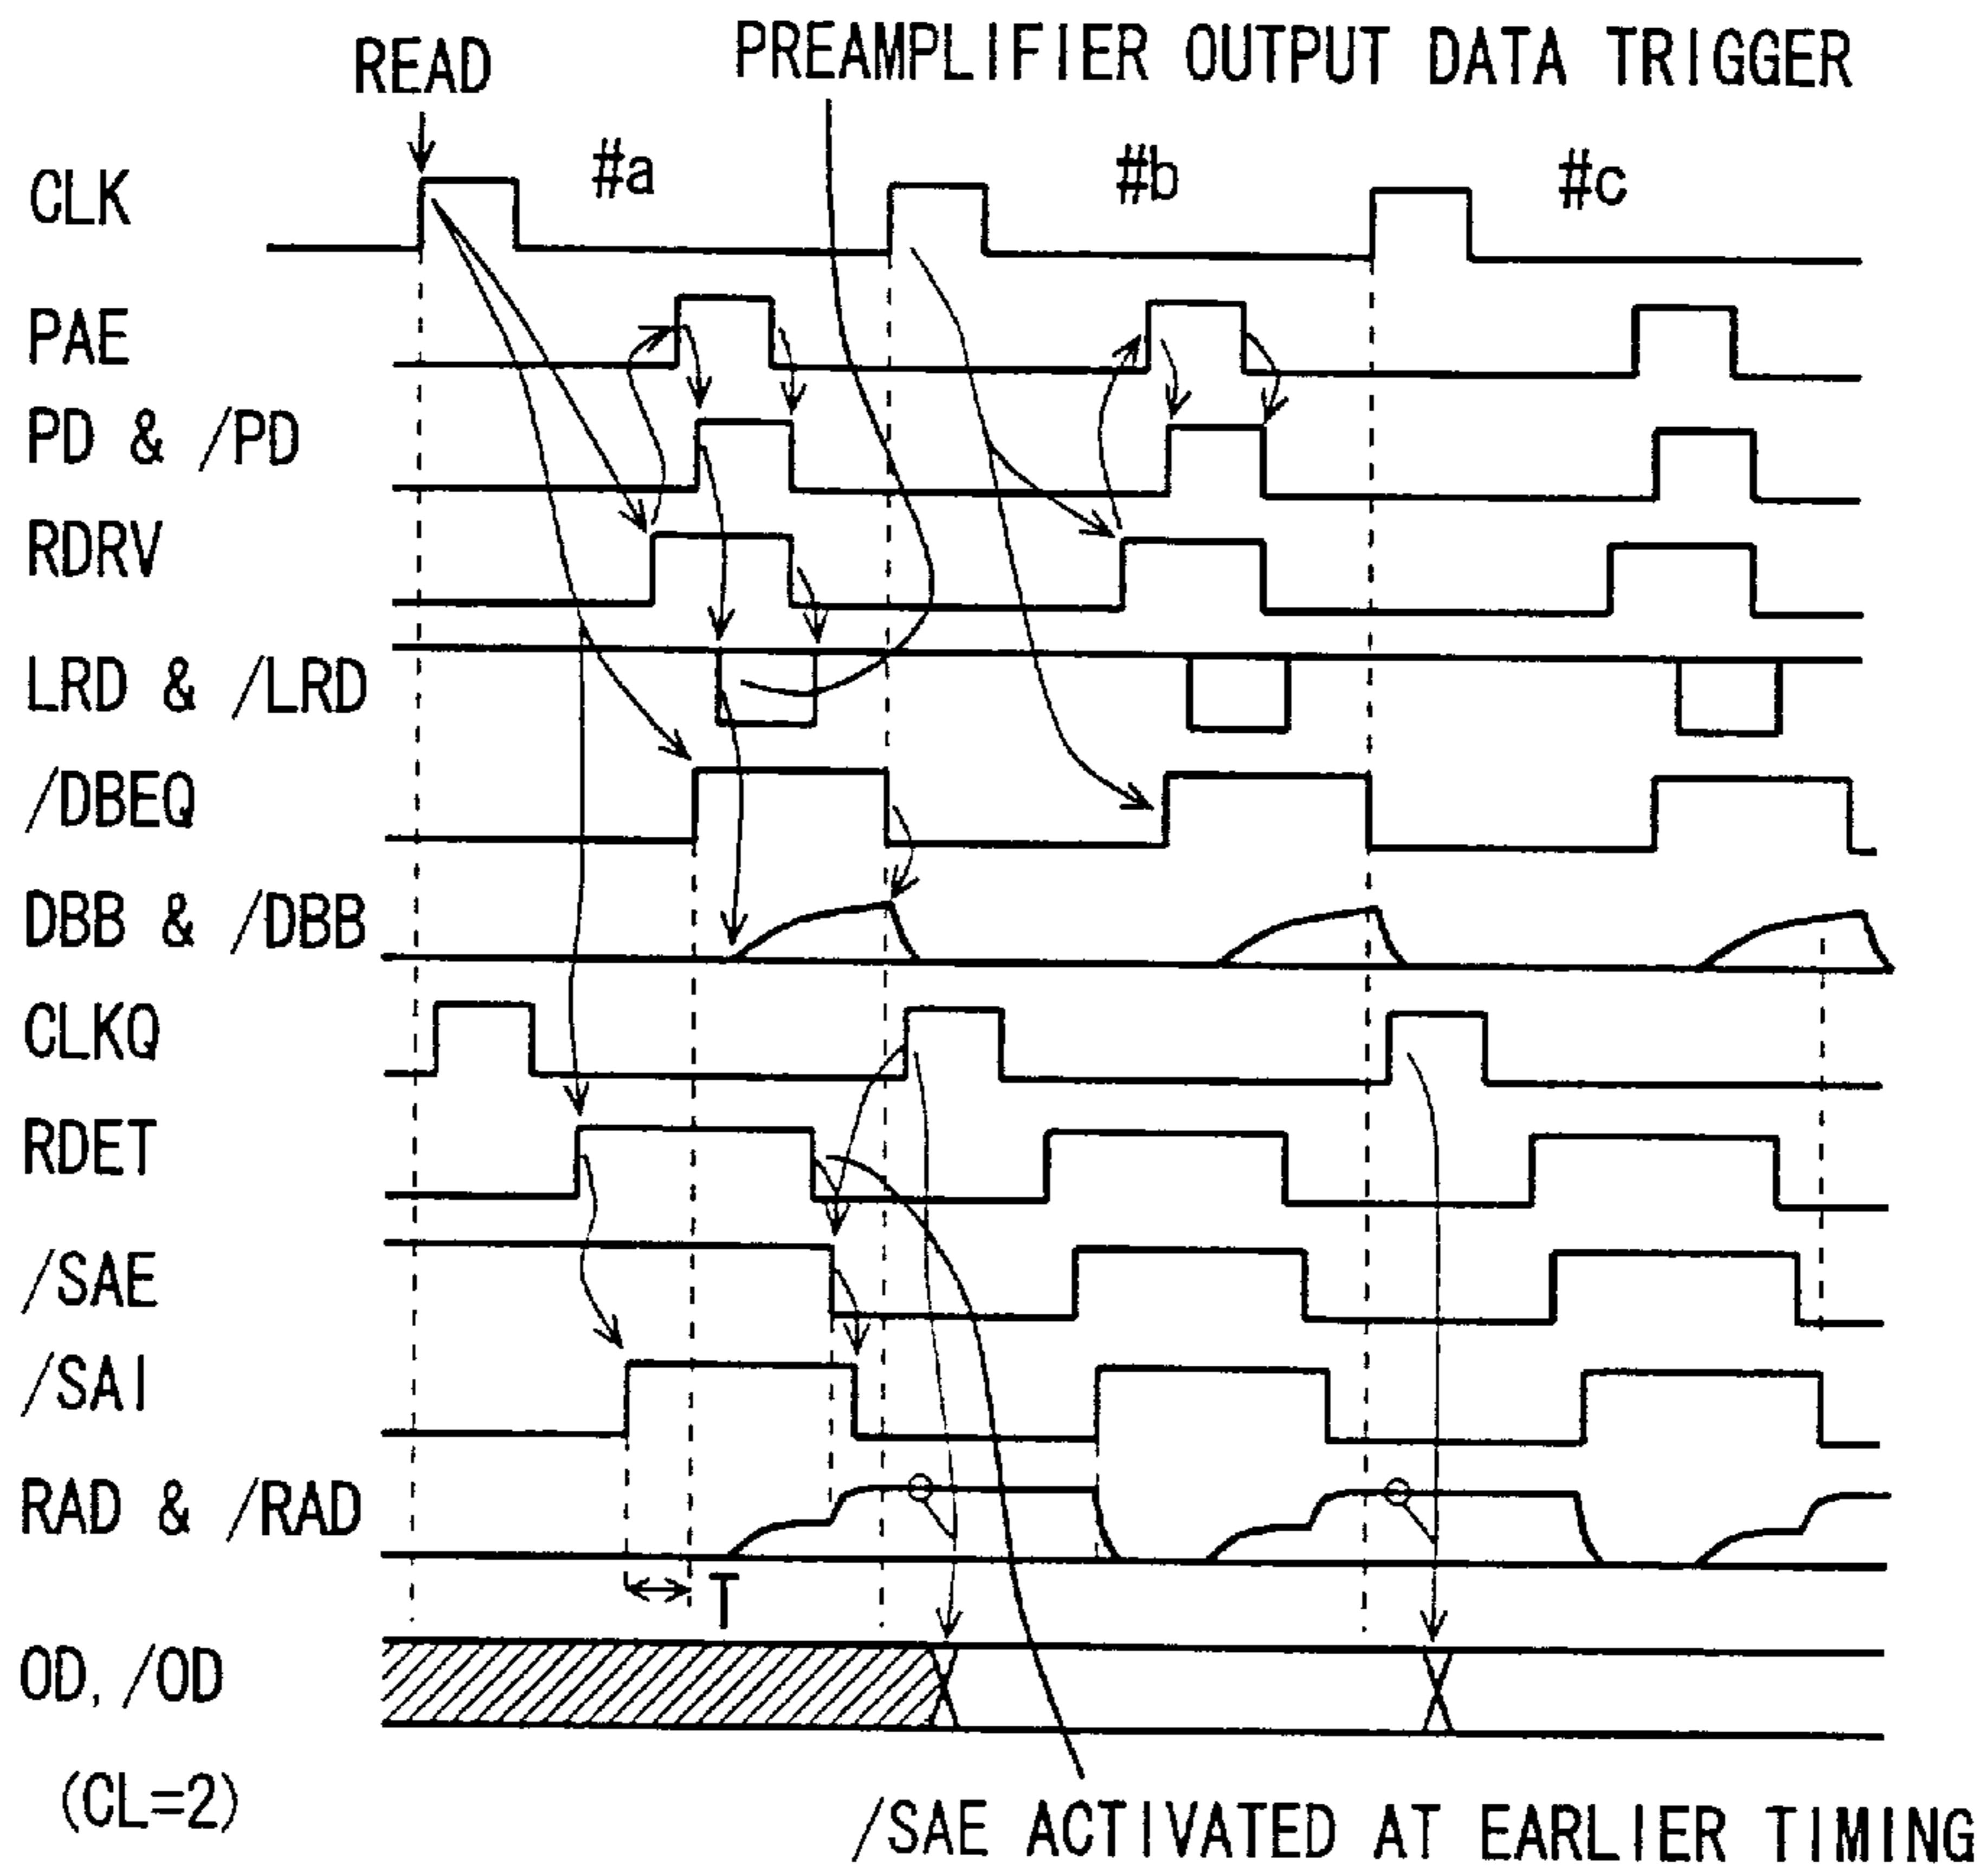 READ
PREAMPLIFIER OUTPUT DATA TRIGGER
#a
#b
#c
CLK
PAE
PD & /PD
RDRV
LRD & /LRD
/DBEQ
DBB & /DBB
CLKQ
RDET
/SAE
/SAI
RAD & /RAD
T
OD, /OD
(CL=2)
/SAE ACTIVATED AT EARLIER TIMING